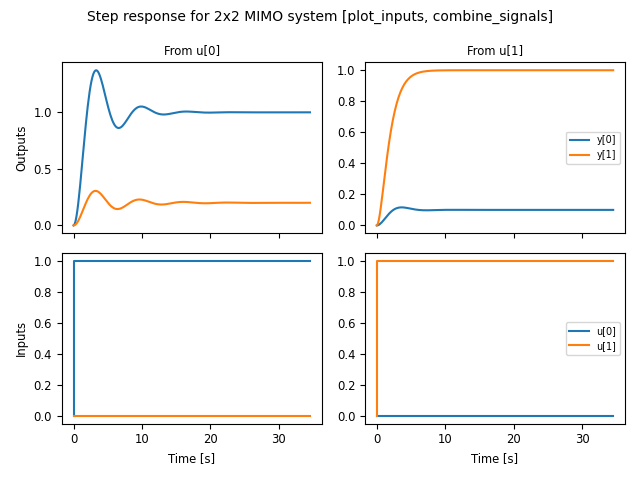 Step response for 2x2 MIMO system [plot_inputs, combine_signals]
From u[0]
From u[1]
Outputs
1.0
0.5
0.0
1.0
0.8
0.6
0.4
0.2
0.0
y[0]
y[1]
Inputs
1.0
0.8
0.6
0.4
0.2
0.0
0 10 20 30
Time [s]
1.0
0.8
0.6
0.4
0.2
0.0
u[0]
u[1]
0 10 20 30
Time [s]